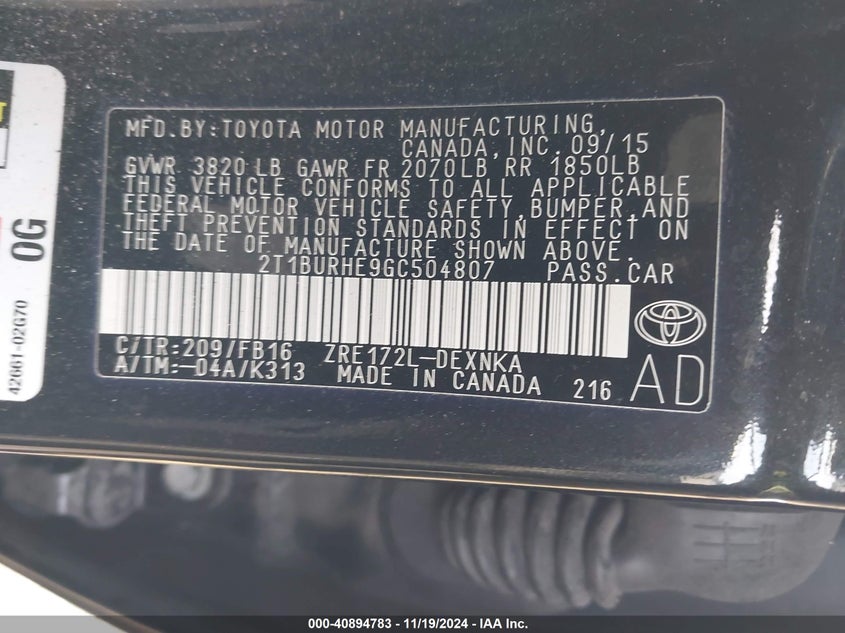 MFD.BY:TOYOTA MOTOR MANUFACTURING,
CANADA,INC.09/15
GVWR 3820 LB GAWR FR 2070LB RR 1850LB
THIS VEHICLE CONFORMS TO ALL APPLICABLE
FEDERAL MOTOR VEHICLE SAFETY,BUMPER,AND
THEFT PREVENTION STANDARDS IN EFFECT ON
THE DATE OF MANUFACTURE SHOWN ABOVE.
2T1BURHE9GC504807 PASS.CAR
C/TR:209/FB16 ZRE172L-DEXNKA
A/TM:-04A/K313 MADE IN CANADA 216
AD
0G
42661-02G70
000-40894783 - 11/19/2024 - IAA Inc.